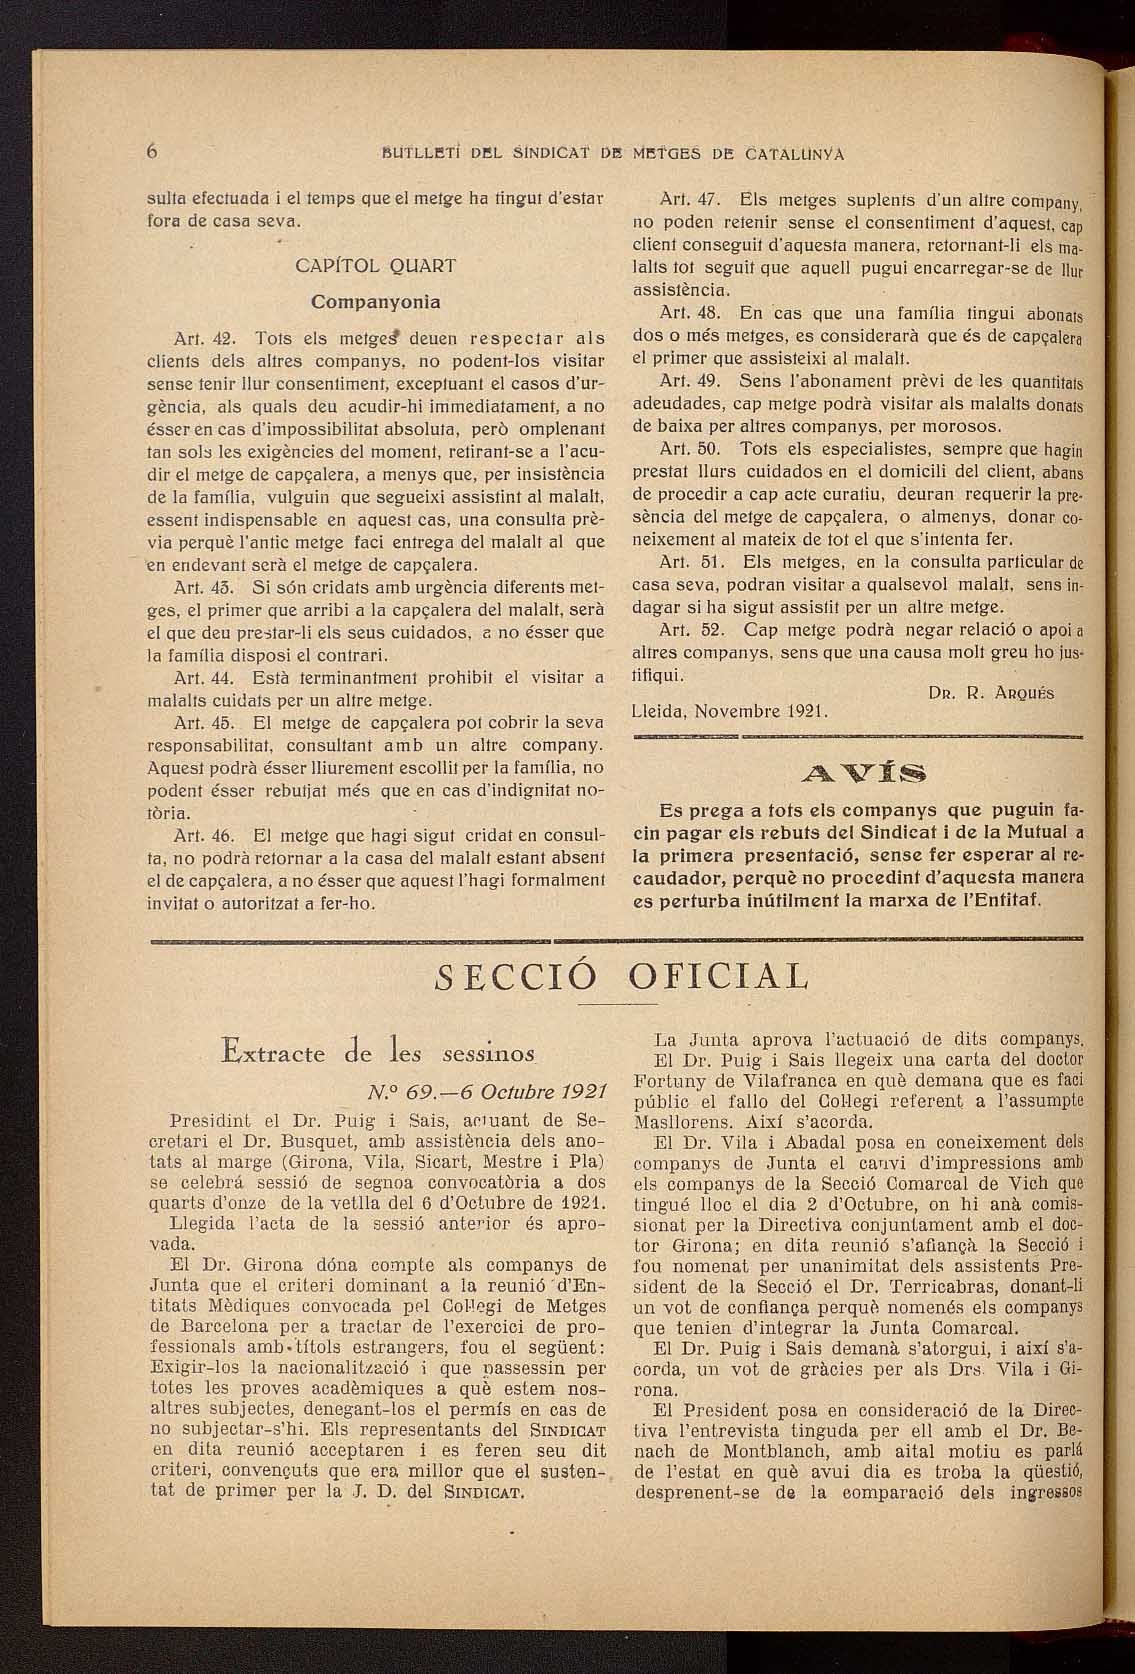 6
BUTLLETÍ DEL SINDICAT DE METGES DE CATALUNYA
sulta efectuada i el temps que el metge ha tingut d'estar
fora de casa seva.
CAPÍTOL QUART
Companyonia
Art. 42. Tots els metges deuen respectar als
clients dels altres companys, no podent-los visitar
sense tenir llur consentiment, exceptuant el casos d'ur-
gència, als quals deu acudir-hi immediatament, a no
ésser en cas d'impossibilitat absoluta, però omplenant
tan sols les exigències del moment, retirant-se a l'acu-
dir el metge de capçalera, a menys que, per insistència
de la família, vulguin que segueixi assistint al malalt,
essent indispensable en aquest cas, una consulta prè-
via perquè l'antic metge faci entrega del malalt al que
en endevant serà el metge de capçalera.
Art. 43. Si són cridats amb urgència diferents met-
ges, el primer que arribi a la capçalera del malalt, serà
el que deu prestar-li els seus cuidados, a no ésser que
la família disposi el contrari.
Art. 44. Està terminantment prohibit el visitar a
malalts cuidats per un altre metge.
Art. 45. El metge de capçalera pot cobrir la seva
responsabilitat, consultant amb un altre company.
Aquest podrà ésser lliurement escollit per la família, no
podent ésser rebutjat més que en cas d'indignitat no-
tòria.
Art. 46. El metge que hagi sigut cridat en consul-
ta, no podrà retornar a la casa del malalt estant absent
el de capçalera, a no ésser que aquest l'hagi formalment
invitat o autoritzat a fer-ho.
Art. 47. Els metges suplents d'un altre company,
no poden retenir sense el consentiment d'aquest, cap
client conseguit d'aquesta manera, retornant-li els ma-
lalts tot seguit que aquell pugui encarregar-se de llur
assistència.
Art. 48. En cas que una família tingui abonats
dos o més metges, es considerarà que és de capçalera
el primer que assisteixi al malalt.
Art. 49. Sens l'abonament prèvi de les quantitats
adeudades, cap metge podrà visitar als malalts donats
de baixa per altres companys, per morosos.
Art. 50. Tots els especialistes, sempre que hagin
prestat llurs cuidados en el domicili del client, abans
de procedir a cap acte curatiu, deuran requerir la pre-
sència del metge de capçalera, o almenys, donar co-
neixement al mateix de tot el que s'intenta fer.
Art. 51. Els metges, en la consulta particular de
casa seva, podran visitar a qualsevol malalt, sens in-
dagar si ha sigut assistit per un altre metge.
Art. 52. Cap metge podrà negar relació o apoi a
altres companys, sens que una causa molt greu ho jus-
tifiqui.
DR. R. ARQUÉS
Lleida, Novembre 1921.
AVÍS
Es prega a tots els companys que puguin fa-
cin pagar els rebuts del Sindicat i de la Mutual a
la primera presentació, sense fer esperar al re-
caudador, perquè no procedint d'aquesta manera
es perturba inútilment la marxa de l'Entitat.
SECCIÓ OFICIAL
Extracte de les sessinos
N.º 69.—6 Octubre 1921
Presidint el Dr. Puig i Sais, actuant de Se-
cretari el Dr. Busquet, amb assistència dels ano-
tats al marge (Girona, Vila, Sicart, Mestre i Pla)
se celebrá sessió de segnoa convocatòria a dos
quarts d'onze de la vetlla del 6 d'Octubre de 1921.
Llegida l'acta de la sessió anterior és apro-
vada.
El Dr. Girona dóna compte als companys de
Junta que el criteri dominant a la reunió d'En-
titats Mèdiques convocada pel Col·legi de Metges
de Barcelona per a tractar de l'exercici de pro-
fessionals amb títols estrangers, fou el següent:
Exigir-los la nacionalització i que passessin per
totes les proves acadèmiques a què estem nos-
altres subjectes, denegant-los el permís en cas de
no subjectar-s'hi. Els representants del SINDICAT
en dita reunió acceptaren i es feren seu dit
criteri, convençuts que era millor que el susten-
tat de primer per la J. D. del SINDICAT.
La Junta aprova l'actuació de dits companys.
El Dr. Puig i Sais llegeix una carta del doctor
Fortuny de Vilafranca en què demana que es faci
públic el fallo del Col·legi referent a l'assumpte
Masllorens. Així s'acorda.
El Dr. Vila i Abadal posa en coneixement dels
companys de Junta el canvi d'impressions amb
els companys de la Secció Comarcal de Vich que
tingué lloc el dia 2 d'Octubre, on hi anà comis-
sionat per la Directiva conjuntament amb el doc-
tor Girona; en dita reunió s'afiançà la Secció i
fou nomenat per unanimitat dels assistents Pre-
sident de la Secció el Dr. Terricabras, donant-li
un vot de confiança perquè nomenés els companys
que tenien d'integrar la Junta Comarcal.
El Dr. Puig i Sais demanà s'atorgui, i així s'a-
corda, un vot de gràcies per als Drs. Vila i Gi-
rona.
El President posa en consideració de la Direc-
tiva l'entrevista tinguda per ell amb el Dr. Be-
nach de Montblanch, amb aital motiu es parlá
de l'estat en què avui dia es troba la qüestió,
desprenent-se de la comparació dels ingressos